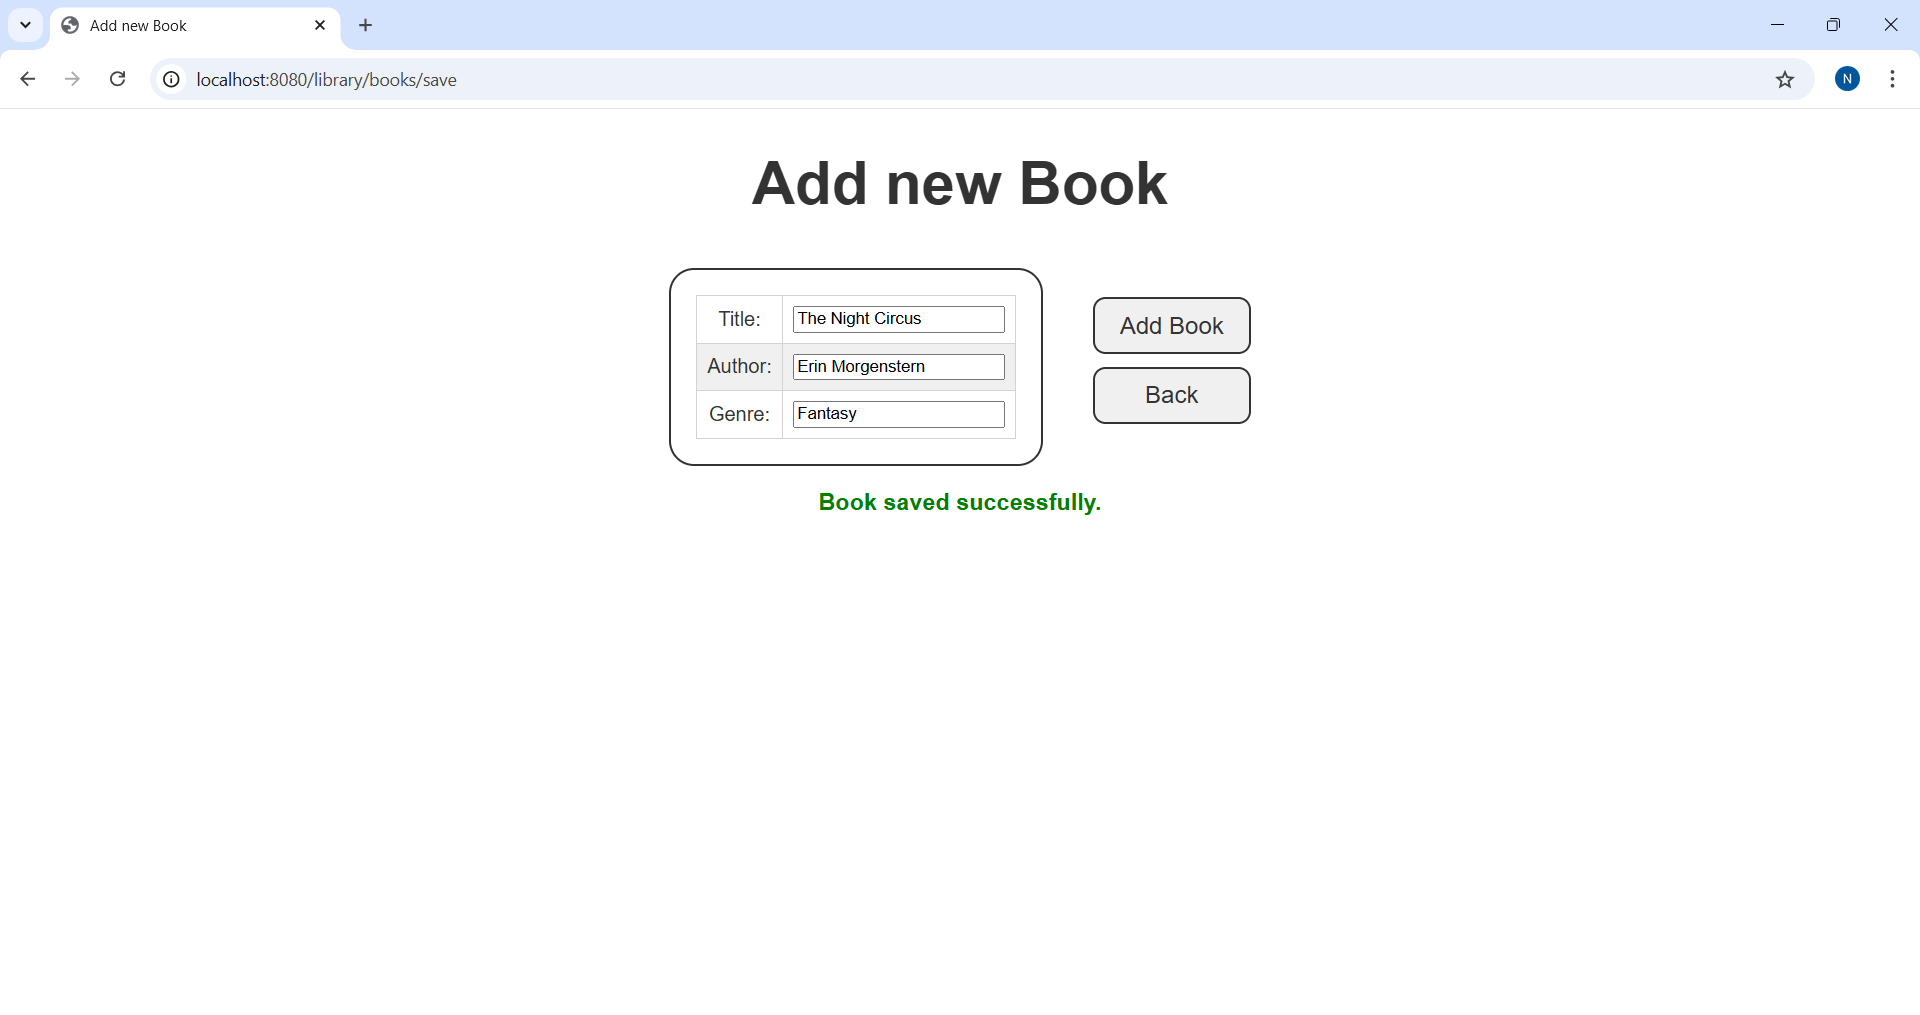 Add new Book
localhost:8080/library/books/save
N
Add new Book
Title: The Night Circus
Author: Erin Morgenstern
Genre: Fantasy
Add Book
Back
Book saved successfully.